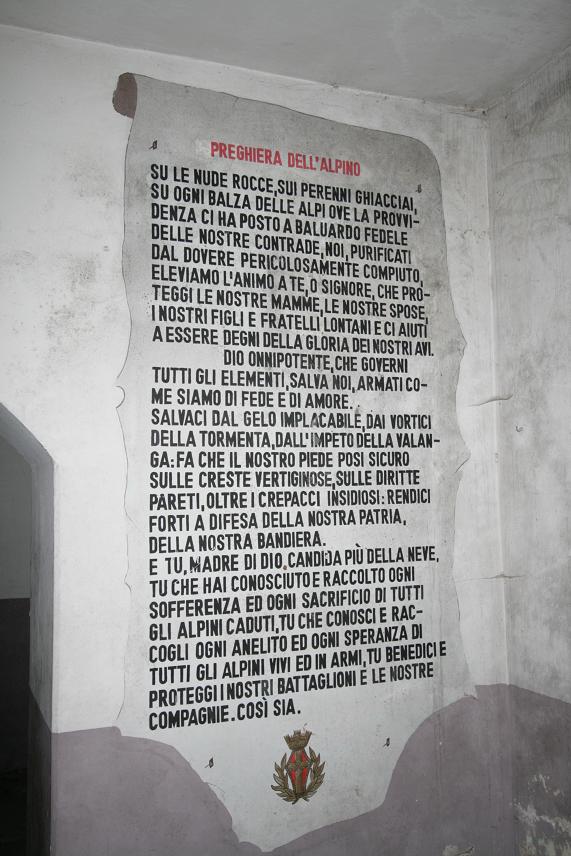 PREGHIERA DELL'ALPINO
SU LE NUDE ROCCE,SUI PERENNI GHIACCIAI,
SU OGNI BALZA DELLE ALPI OVE LA PROVVI-
DENZA CI HA POSTO A BALUARDO FEDELE
DELLE NOSTRE CONTRADE,NOI,PURIFICATI
DAL DOVERE PERICOLOSAMENTE COMPIUTO,
ELEVIAMO L'ANIMO A TE,O SIGNORE, CHE PRO-
TEGGI LE NOSTRE MAMME,LE NOSTRE SPOSE,
I NOSTRI FIGLI E FRATELLI LONTANI E CI AIUTI
A ESSERE DEGNI DELLA GLORIA DEI NOSTRI AVI.
DIO ONNIPOTENTE,CHE GOVERNI
TUTTI GLI ELEMENTI,SALVA NOI,ARMATI CO-
ME SIAMO DI FEDE E DI AMORE.
SALVACI DAL GELO IMPLACABILE,DAI VORTICI
DELLA TORMENTA,DALL'IMPETO DELLA VALAN-
GA:FA CHE IL NOSTRO PIEDE POSI SICURO
SULLE CRESTE VERTIGINOSE,SULLE DIRITTE
PARETI,OLTRE I CREPACCI INSIDIOSI:RENDICI
FORTI A DIFESA DELLA NOSTRA PATRIA,
DELLA NOSTRA BANDIERA.
E TU,MADRE DI DIO,CANDIDA PIÙ DELLA NEVE,
TU CHE HAI CONOSCIUTO E RACCOLTO OGNI
SOFFERENZA ED OGNI SACRIFICIO DI TUTTI
GLI ALPINI CADUTI,TU CHE CONOSCI E RAC-
COGLI OGNI ANELITO ED OGNI SPERANZA DI
TUTTI GLI ALPINI VIVI ED IN ARMI,TU BENEDICI E
PROTEGGI I NOSTRI BATTAGLIONI E LE NOSTRE
COMPAGNIE.COSÌ SIA.